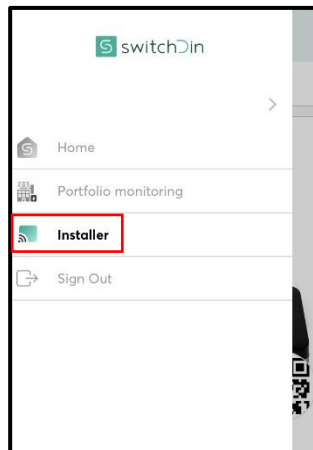 switchDin
Home
Portfolio monitoring
Installer
Sign Out